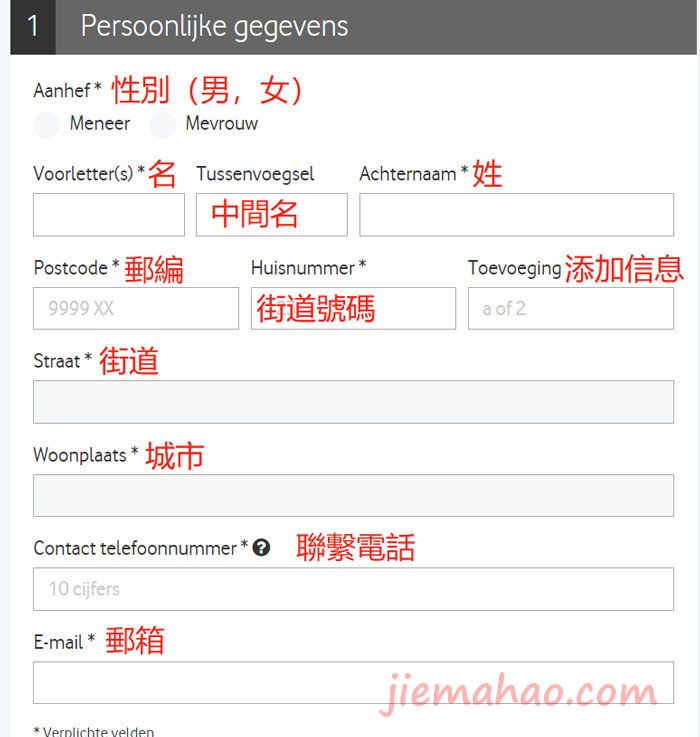 1 Persoonlijke gegevens
Aanhef * 性別（男，女）
Meneer Mevrouw
Voorletter(s) * 名 Tussenvoegsel Achternaam * 姓
中間名
Postcode * 郵編 Huisnummer * Toevoeging 添加信息
9999 XX 街道號碼 a of 2
Straat * 街道
Woonplaats * 城市
Contact telefoonnummer * ? 聯繫電話
10 cijfers
E-mail * 郵箱
jiemahao.com
* Verplichte velden